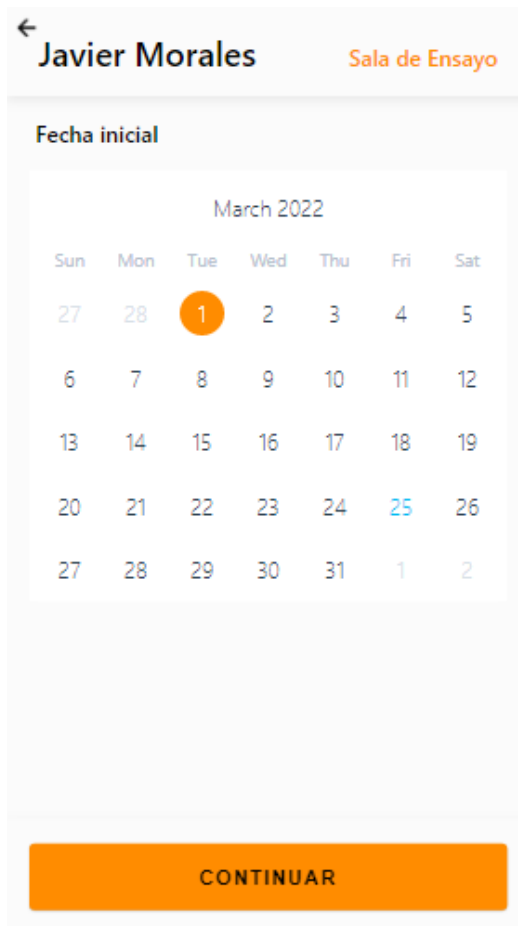 Javier Morales Sala de Ensayo
Fecha inicial
March 2022
Sun Mon Tue Wed Thu Fri Sat
27 28 1 2 3 4 5
6 7 8 9 10 11 12
13 14 15 16 17 18 19
20 21 22 23 24 25 26
27 28 29 30 31 1 2
CONTINUAR